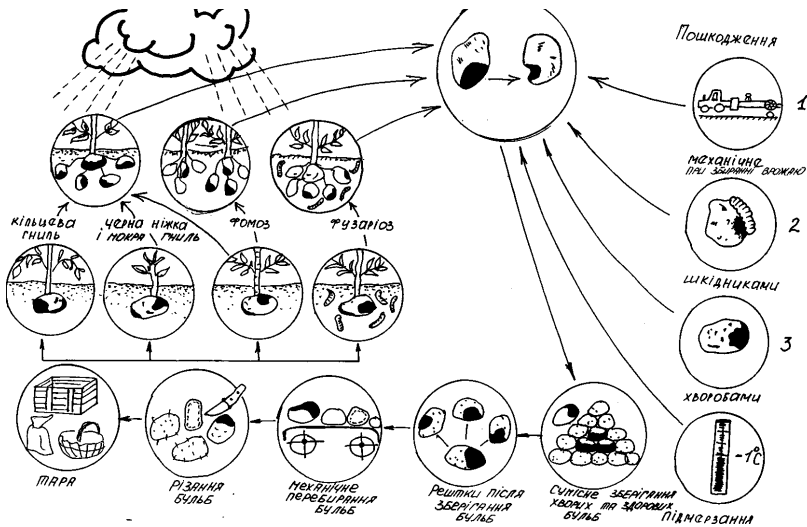 Пошкодження
1
механічне
при збиранні врожаю
2
шкідниками
3
хворобами
-1°C
Підмерзання
кільцева
гниль
чорна ніжка
і мокра гниль
фомоз
фузаріоз
тара
різання
бульб
механічне
перебирання
бульб
Рештки після
зберігання
бульб
Сумісне зберігання
хворих та здорових
бульб